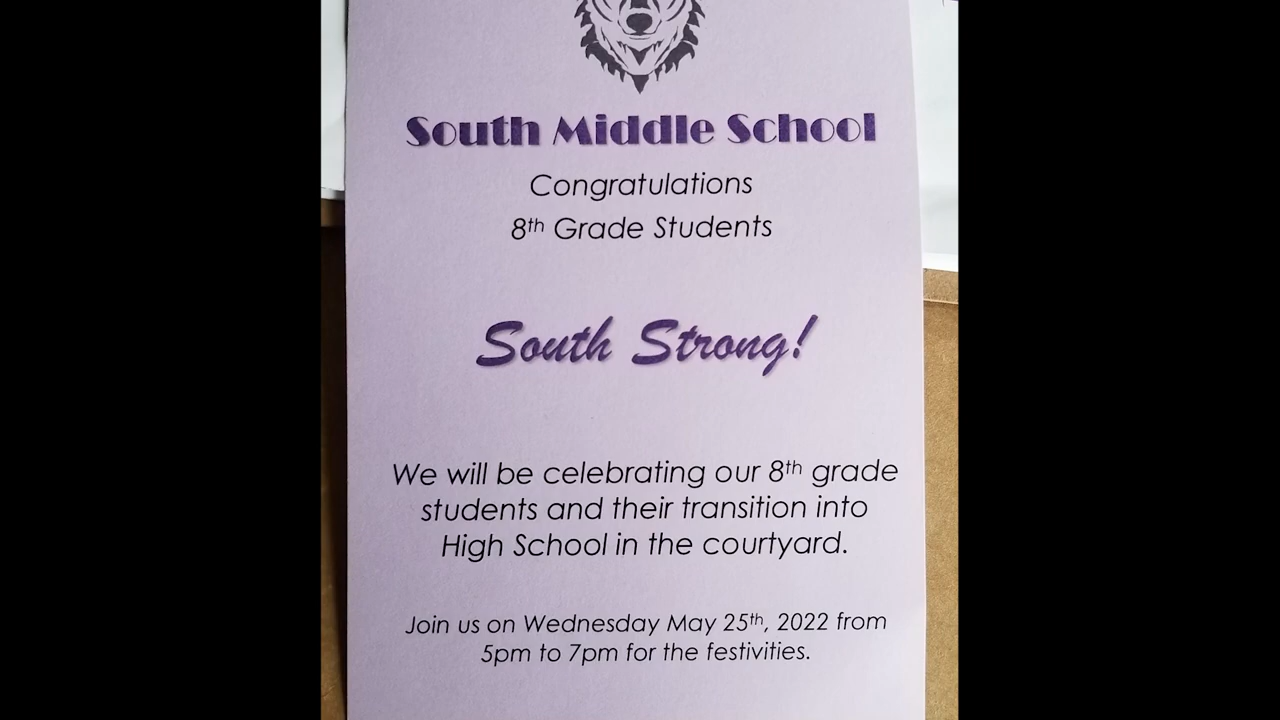 South Middle School
Congratulations
8th Grade Students
South Strong!
We will be celebrating our 8th grade
students and their transition into
High School in the courtyard.
Join us on Wednesday May 25th, 2022 from
5pm to 7pm for the festivities.